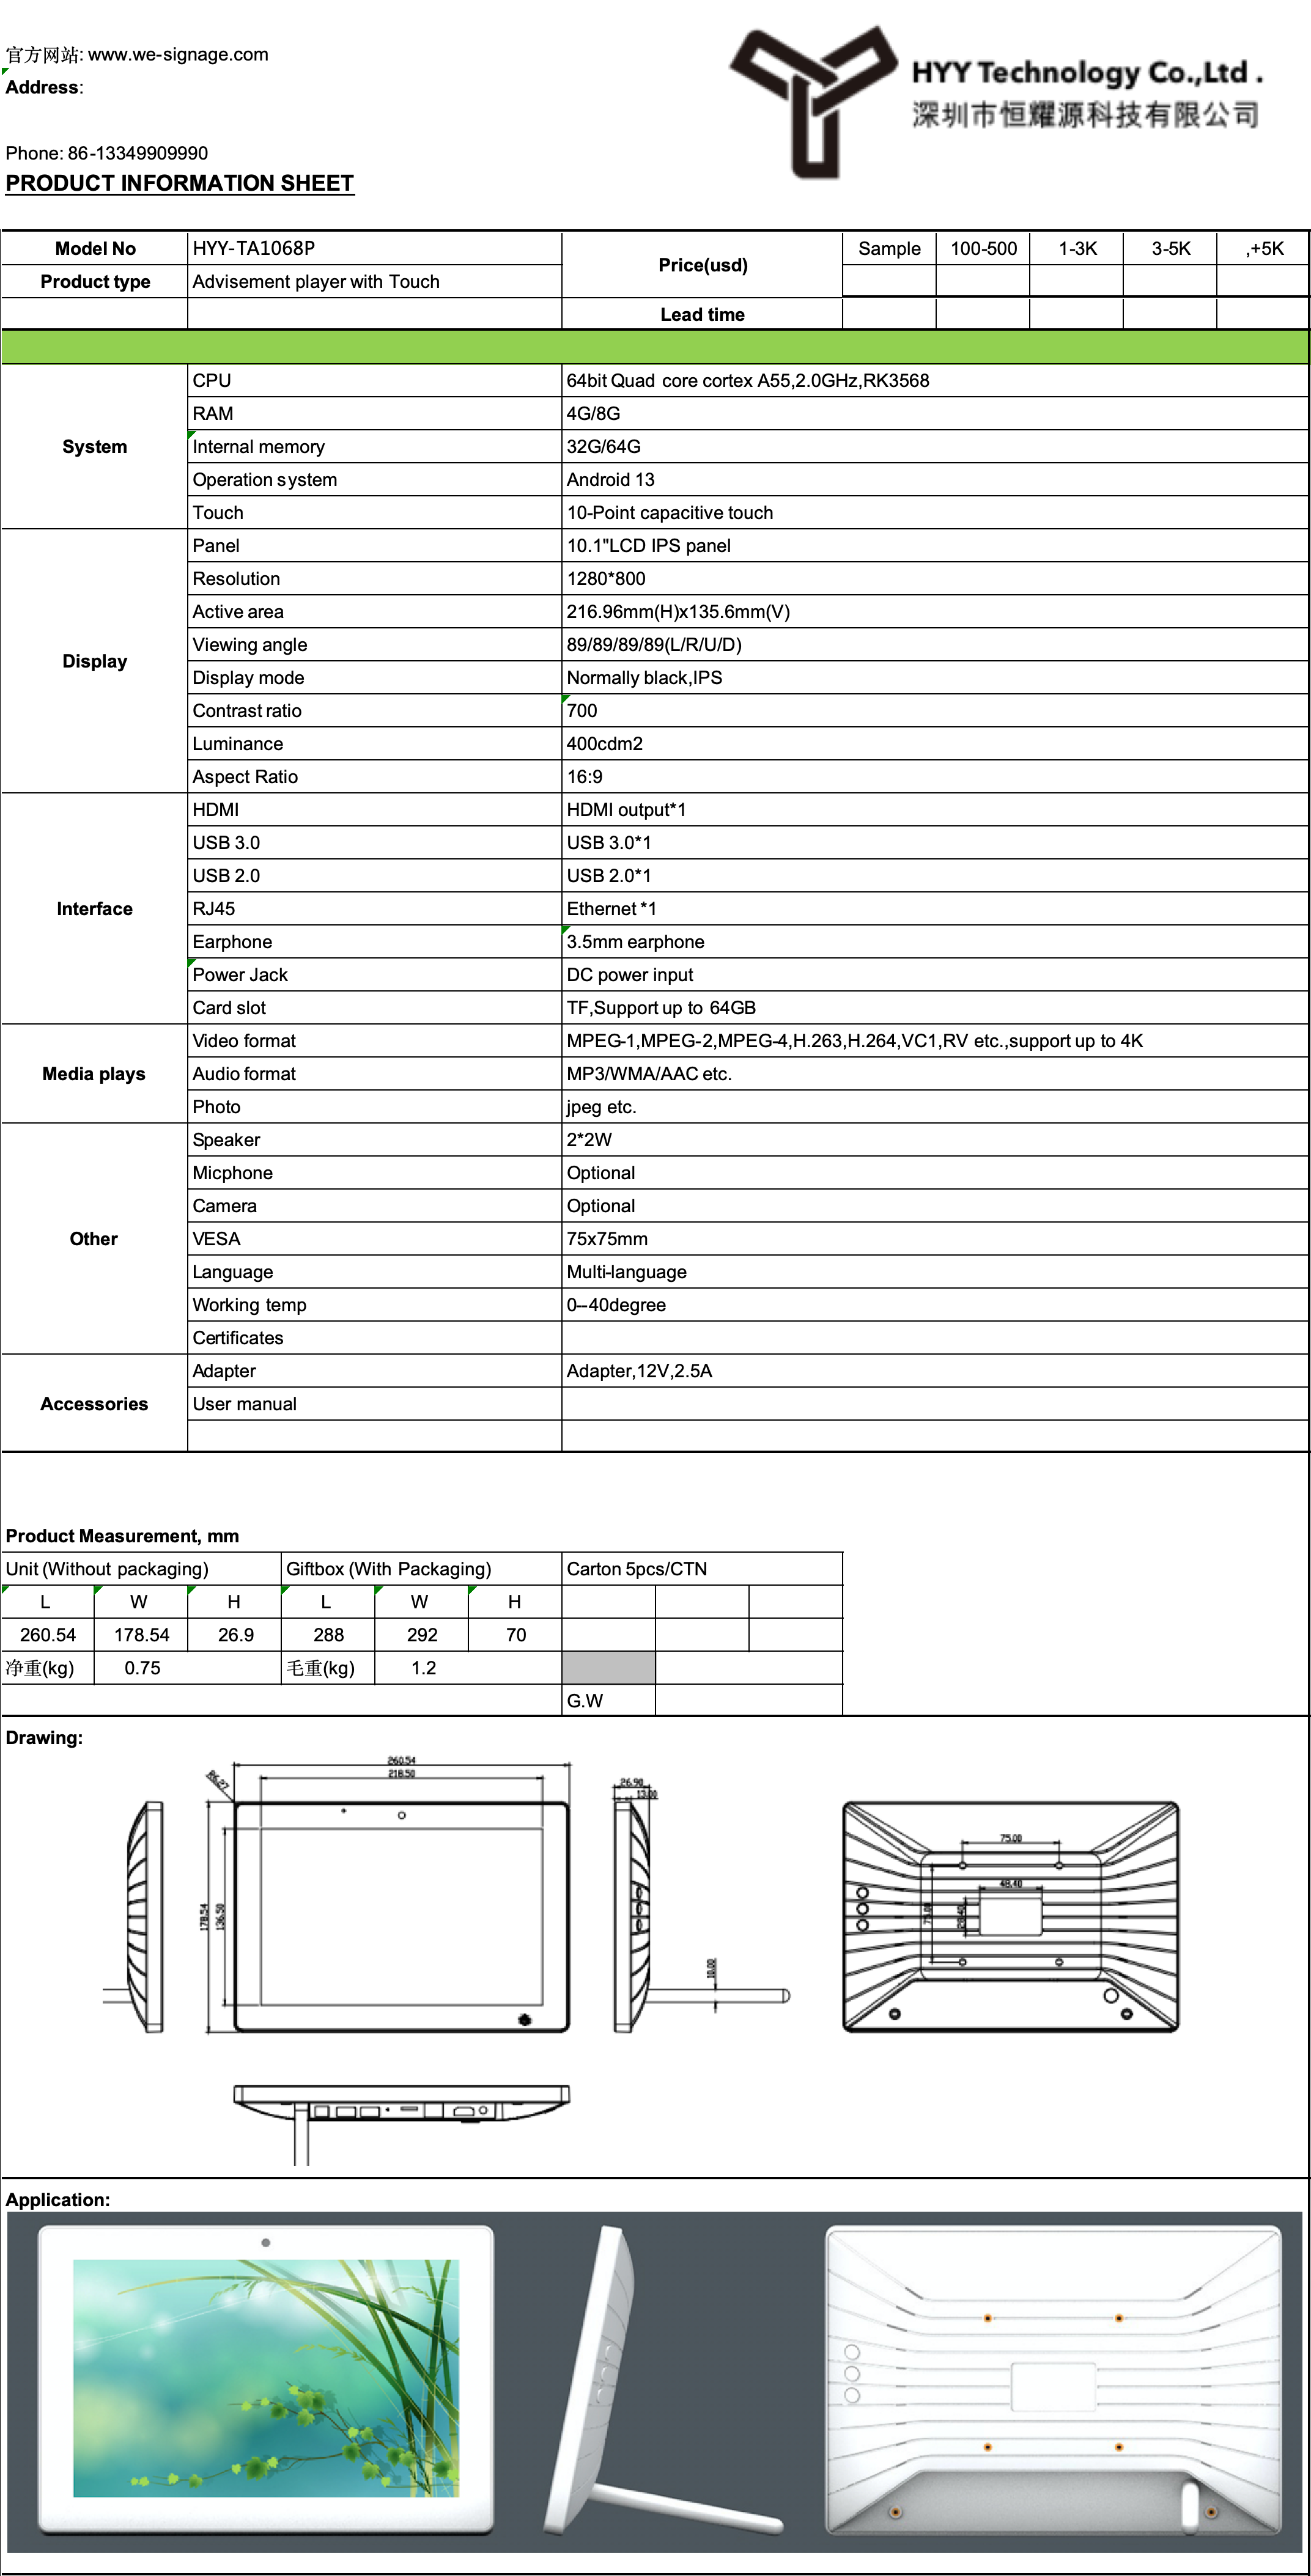 官方网站: www.we-signage.com
HYY Technology Co.,Ltd .
深圳市恒耀源科技有限公司
Address:
Phone: 86-13349909990
PRODUCT INFORMATION SHEET
Model No HYY-TA1068P Price(usd) Sample 100-500 1-3K 3-5K ,+5K
Product type Advisement player with Touch
Lead time
System
CPU 64bit Quad core cortex A55,2.0GHz,RK3568
RAM 4G/8G
Internal memory 32G/64G
Operation system Android 13
Touch 10-Point capacitive touch
Display
Panel 10.1"LCD IPS panel
Resolution 1280*800
Active area 216.96mm(H)x135.6mm(V)
Viewing angle 89/89/89/89(L/R/U/D)
Display mode Normally black,IPS
Contrast ratio 700
Luminance 400cdm2
Aspect Ratio 16:9
Interface
HDMI HDMI output*1
USB 3.0 USB 3.0*1
USB 2.0 USB 2.0*1
RJ45 Ethernet *1
Earphone 3.5mm earphone
Power Jack DC power input
Card slot TF,Support up to 64GB
Media plays
Video format MPEG-1,MPEG-2,MPEG-4,H.263,H.264,VC1,RV etc.,support up to 4K
Audio format MP3/WMA/AAC etc.
Photo jpeg etc.
Other
Speaker 2*2W
Micphone Optional
Camera Optional
VESA 75x75mm
Language Multi-language
Working temp 0--40degree
Certificates
Accessories
Adapter Adapter,12V,2.5A
User manual
Product Measurement, mm
Unit (Without packaging) Giftbox (With Packaging) Carton 5pcs/CTN
L W H L W H
260.54 178.54 26.9 288 292 70
净重(kg) 0.75 毛重(kg) 1.2
G.W
Drawing:
260.54
218.50
R6.27
178.54
136.50
26.90
13.00
10.00
75.00
48.40
75.00
28.40
Application: